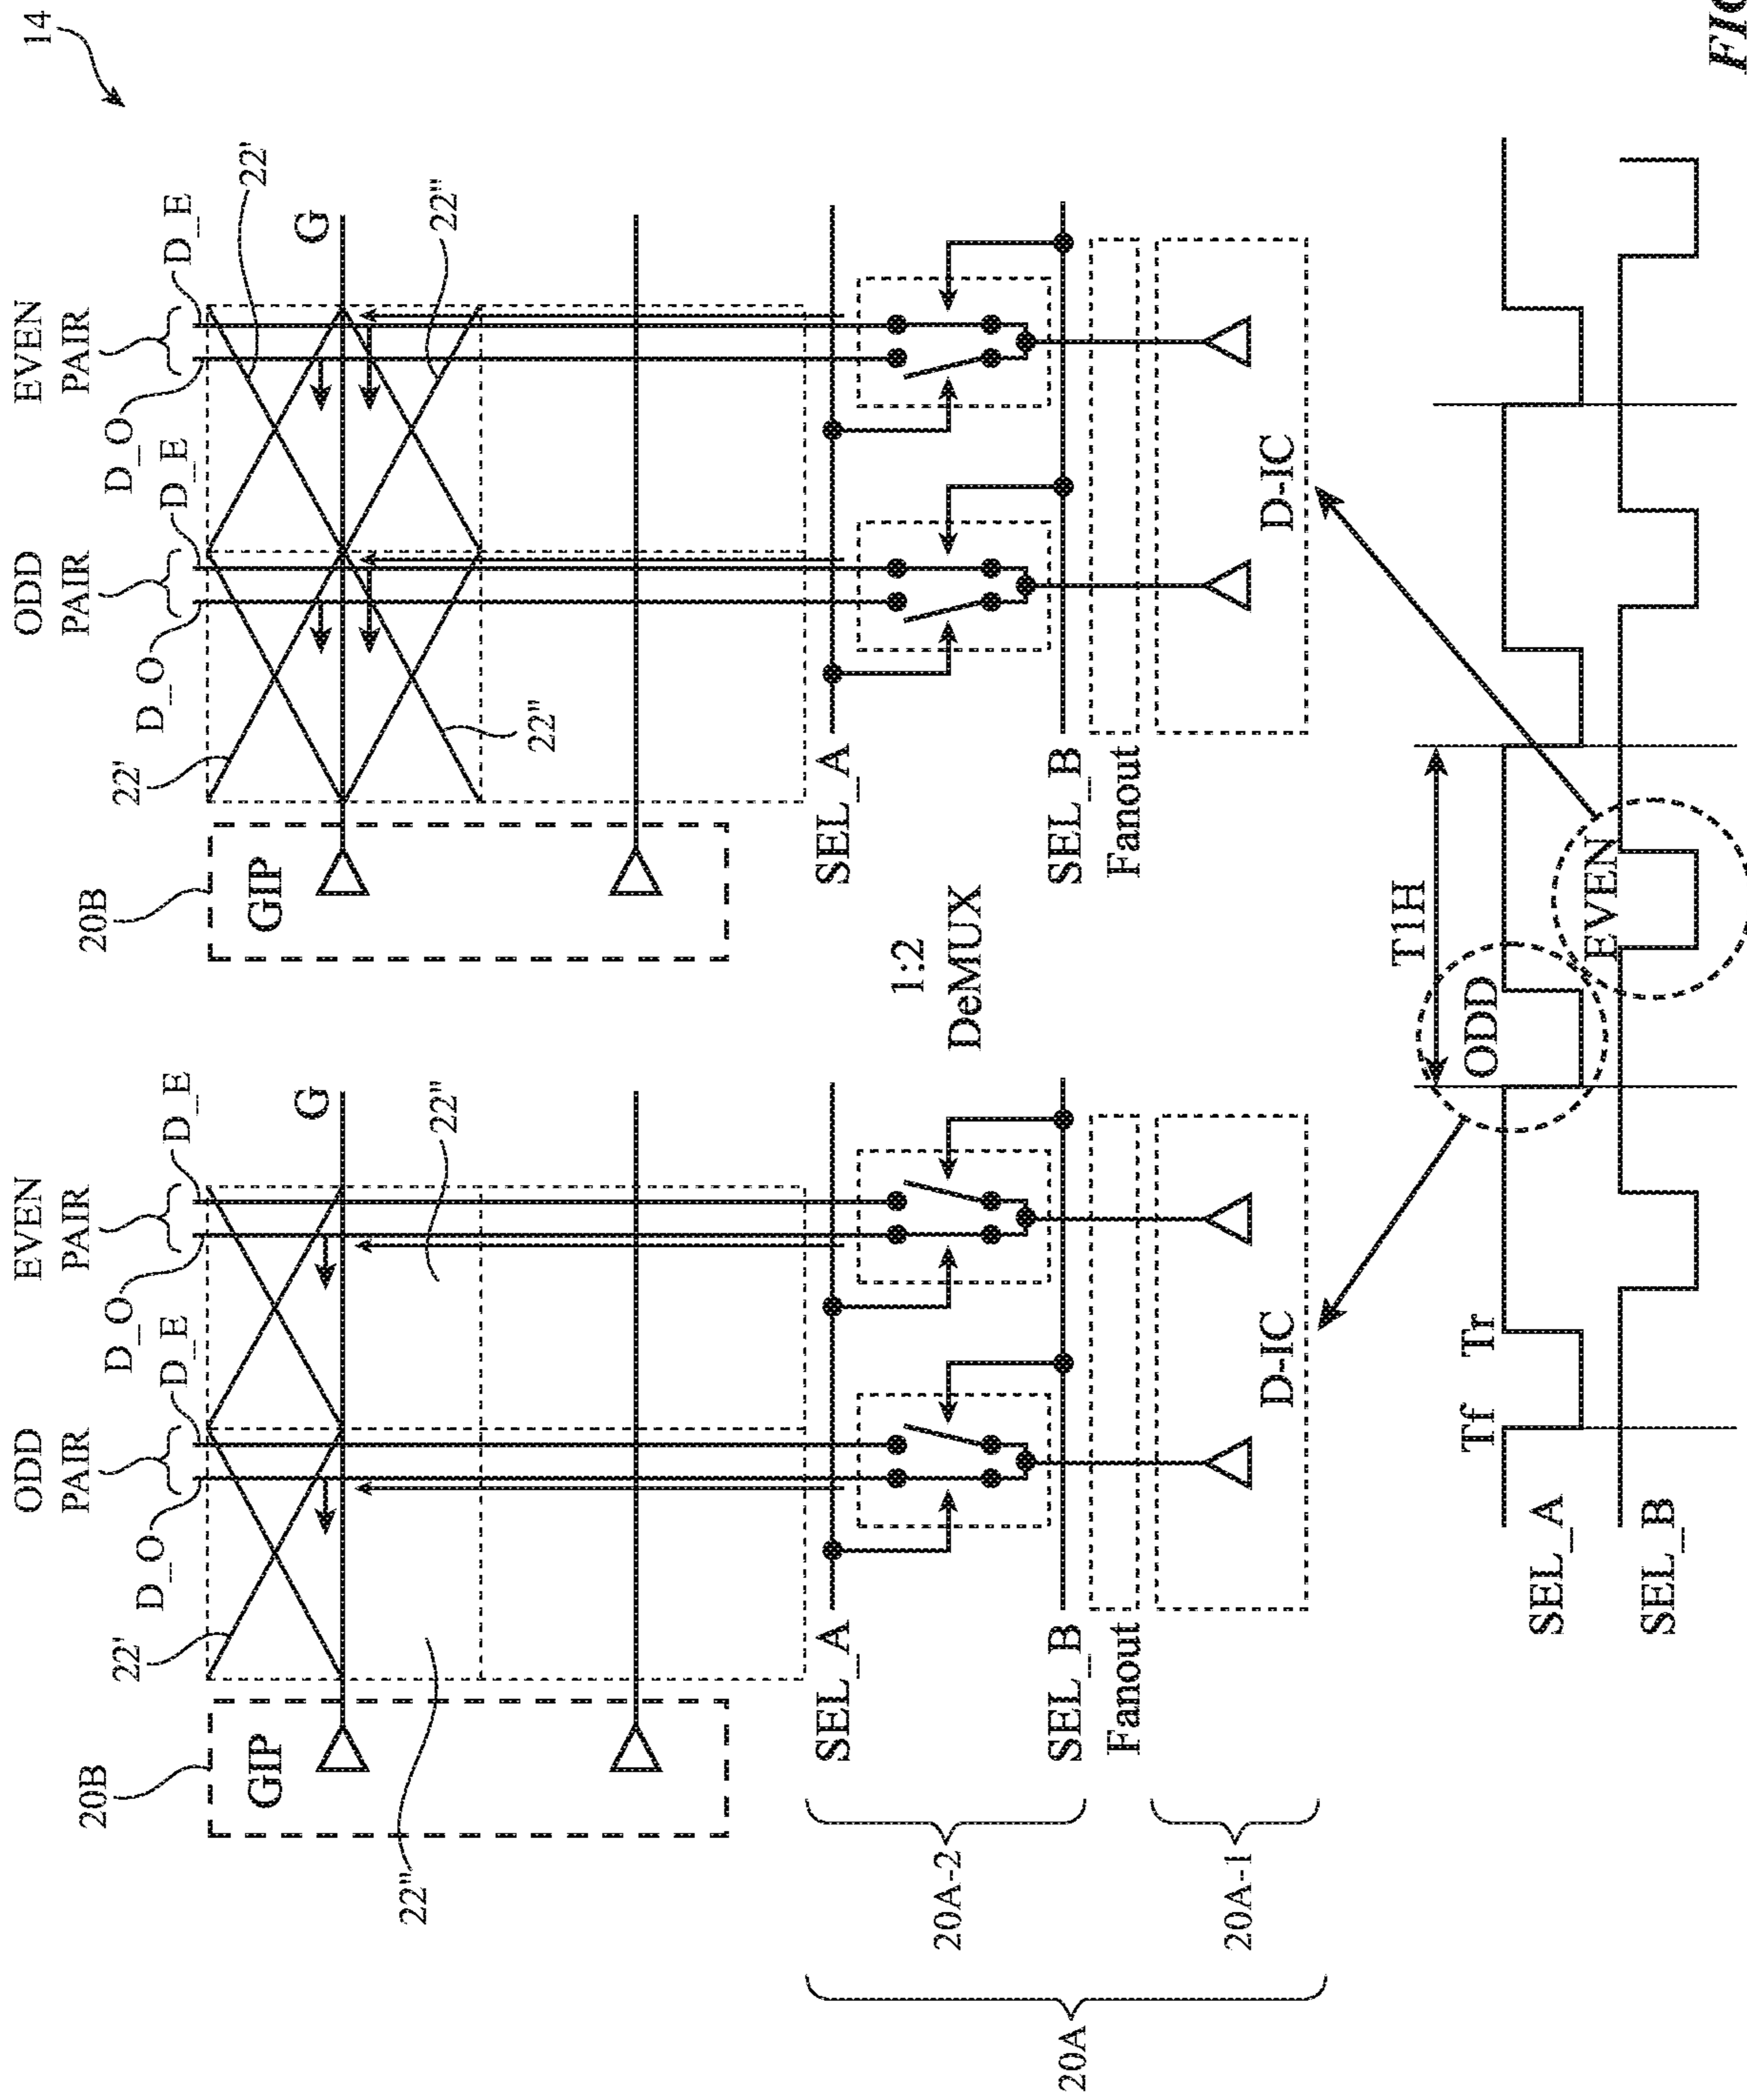 14
ODD
PAIR
EVEN
PAIR
ODD
PAIR
EVEN
PAIR
D_O
D_E
D_O
D_E
D_O
D_E
D_O
D_E
20B
GIP
22'
G
22"
22"
20B
GIP
22'
22'
G
22"
22"
SEL_A
SEL_B
Fanout
D-IC
1:2
DeMUX
SEL_A
SEL_B
Fanout
D-IC
20A-2
20A-1
20A
T1H
Tf
Tr
ODD
EVEN
SEL_A
SEL_B